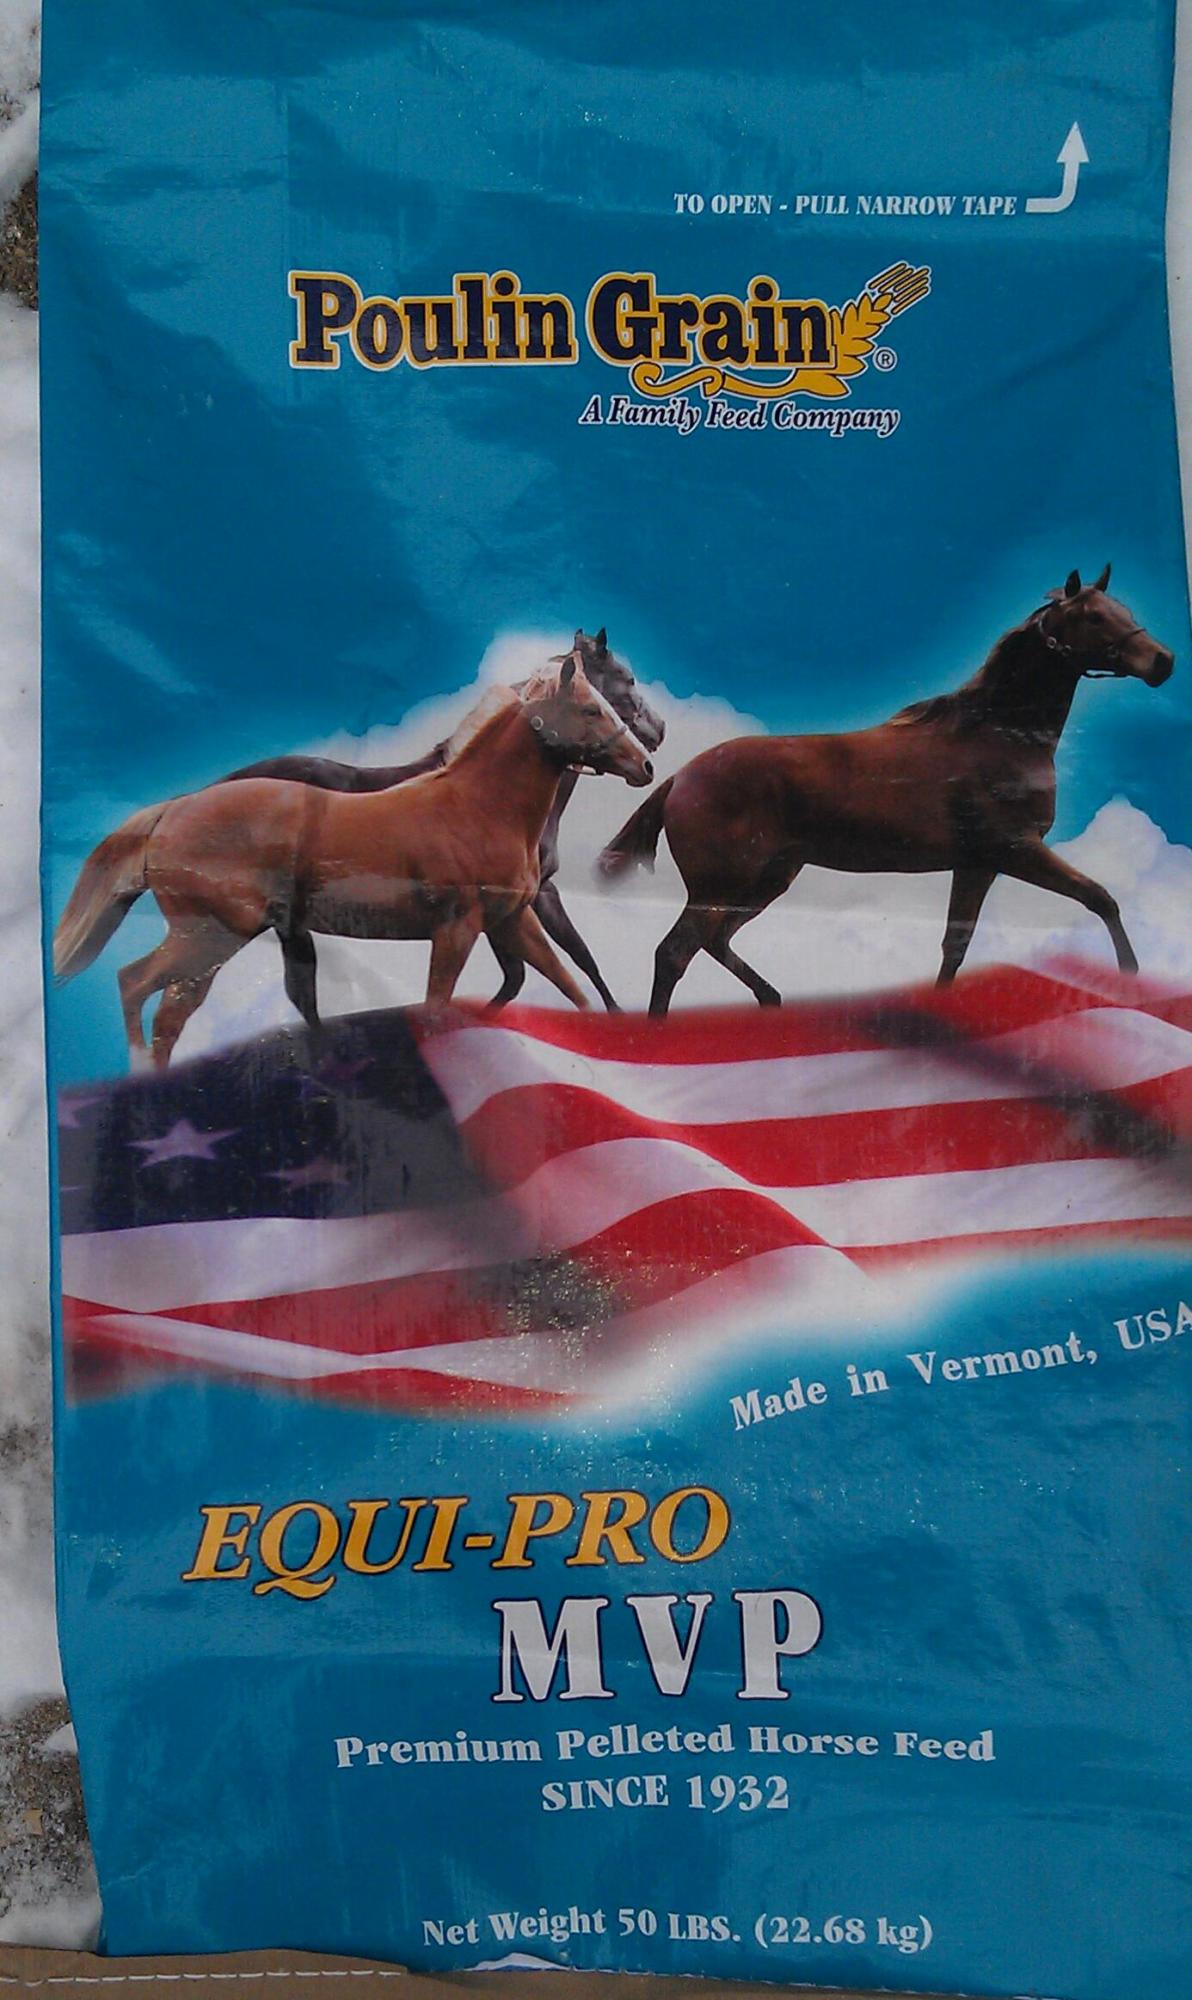 TO OPEN - PULL NARROW TAPE
Poulin Grain®
A Family Feed Company
Made in Vermont, USA
EQUI-PRO
MVP
Premium Pelleted Horse Feed
SINCE 1932
Net Weight 50 LBS. (22.68 kg)